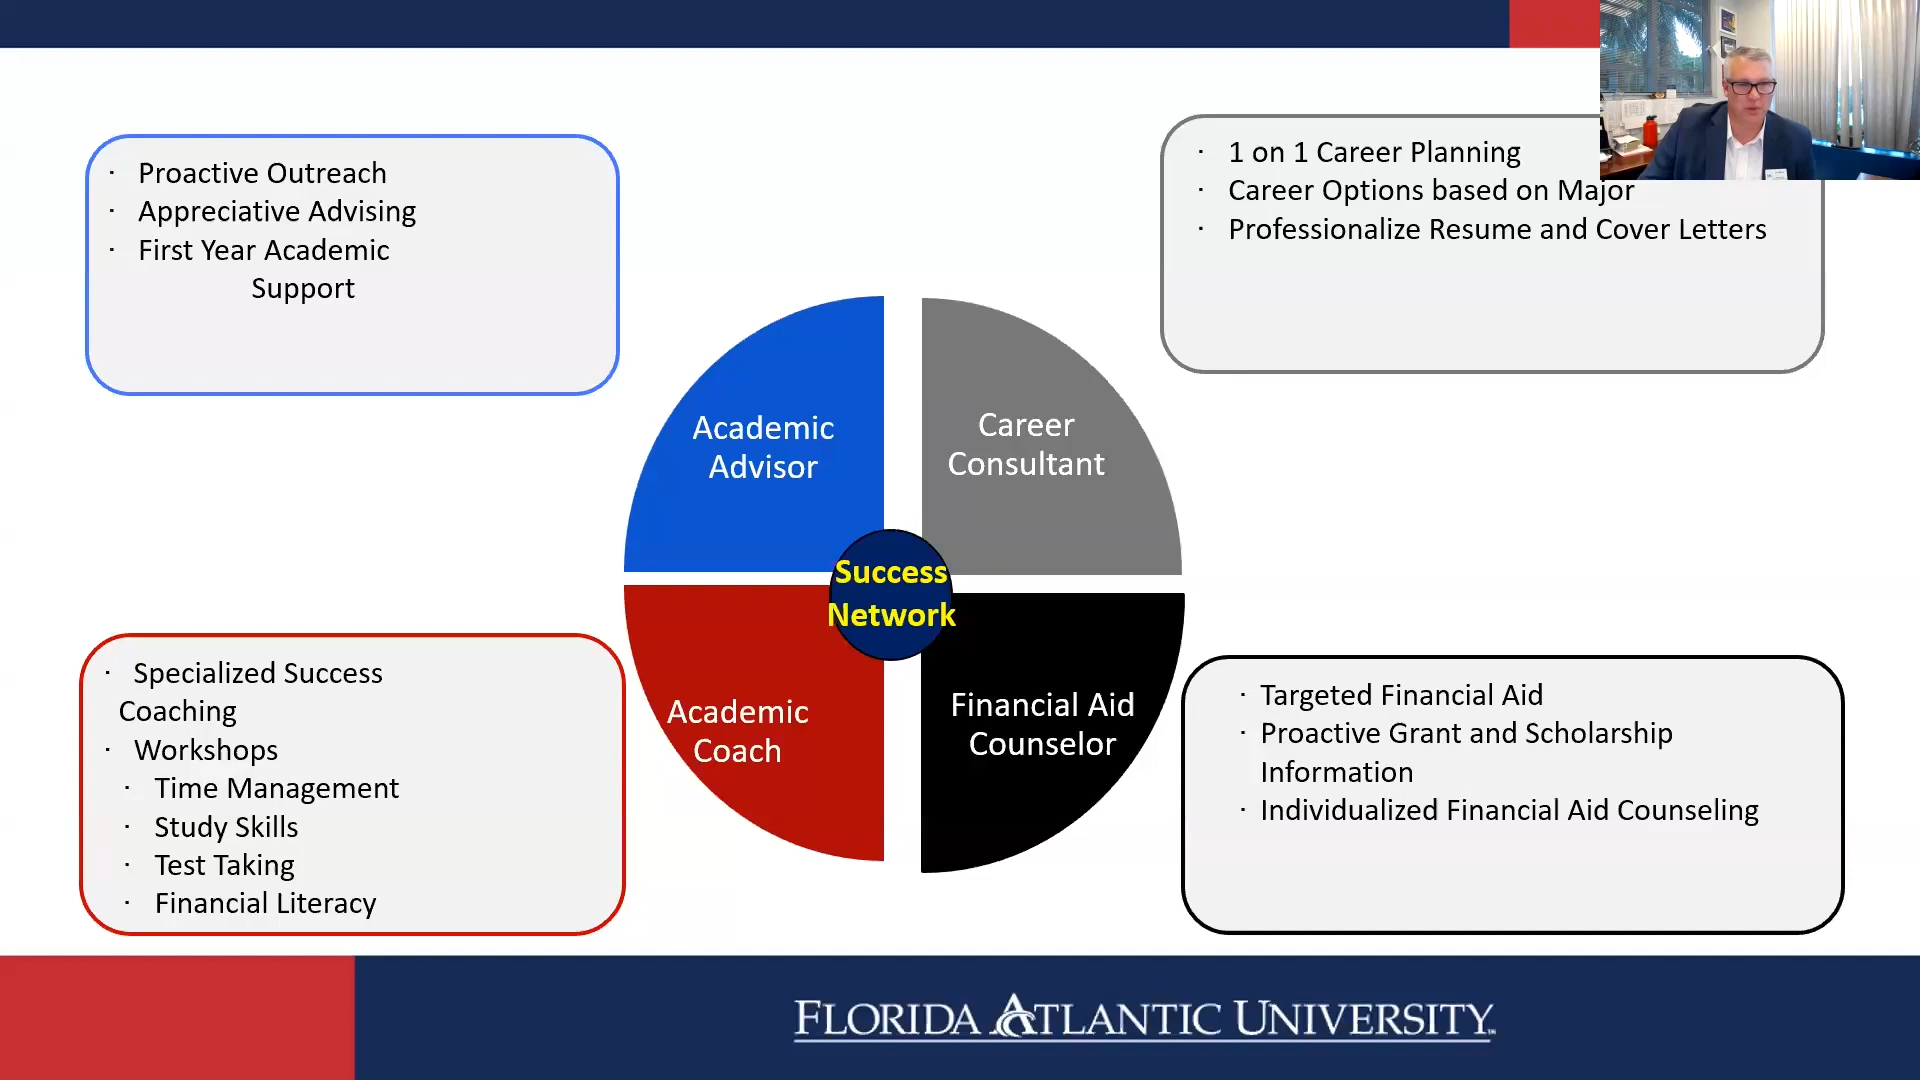 · Proactive Outreach
· Appreciative Advising
· First Year Academic
Support
· 1 on 1 Career Planning
· Career Options based on Major
· Professionalize Resume and Cover Letters
Academic
Advisor
Career
Consultant
Success
Network
Academic
Coach
Financial Aid
Counselor
· Specialized Success
Coaching
· Workshops
· Time Management
· Study Skills
· Test Taking
· Financial Literacy
· Targeted Financial Aid
· Proactive Grant and Scholarship
Information
· Individualized Financial Aid Counseling
FLORIDA ATLANTIC UNIVERSITY™